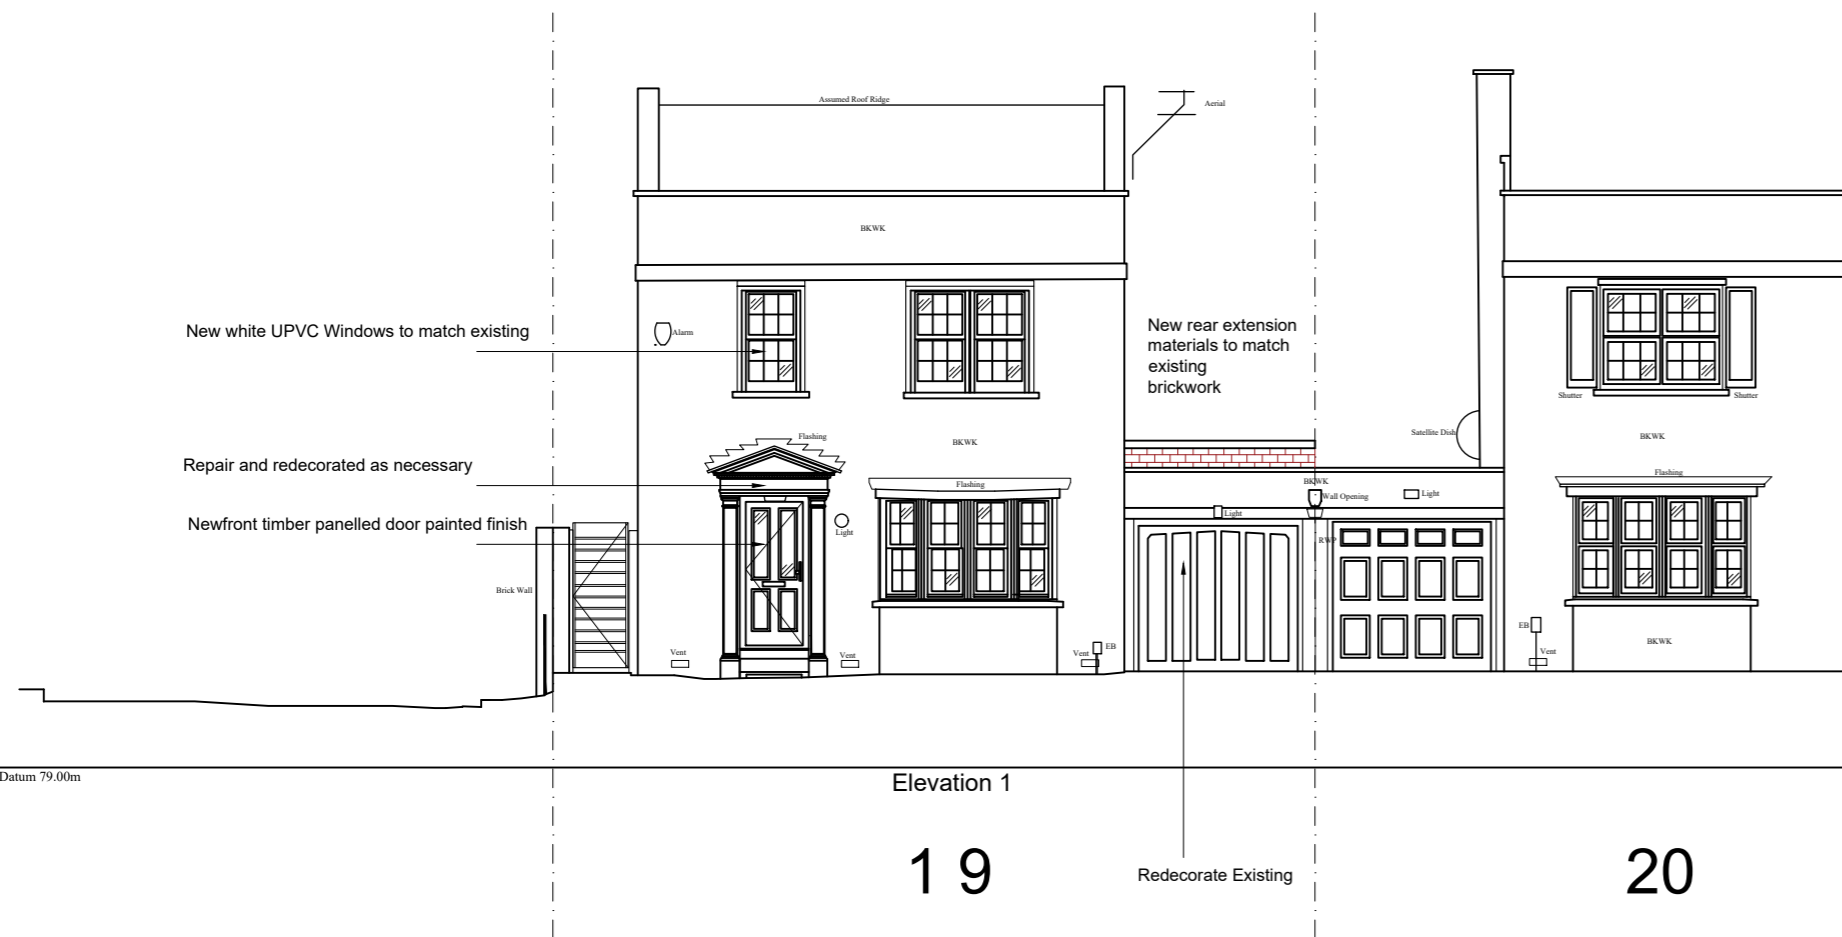 Assumed Roof Ridge
Aerial
BKWK
New white UPVC Windows to match existing
Alarm
New rear extension
materials to match
existing
brickwork
Shutter
Shutter
Repair and redecorated as necessary
Flashing
BKWK
Satellite Dish
BKWK
Flashing
Flashing
BKWK
Wall Opening
Light
Newfront timber panelled door painted finish
Light
Light
RWP
Brick Wall
EB
Vent
Vent
Vent
EB
Vent
BKWK
Datum 79.00m
Elevation 1
1 9
Redecorate Existing
20